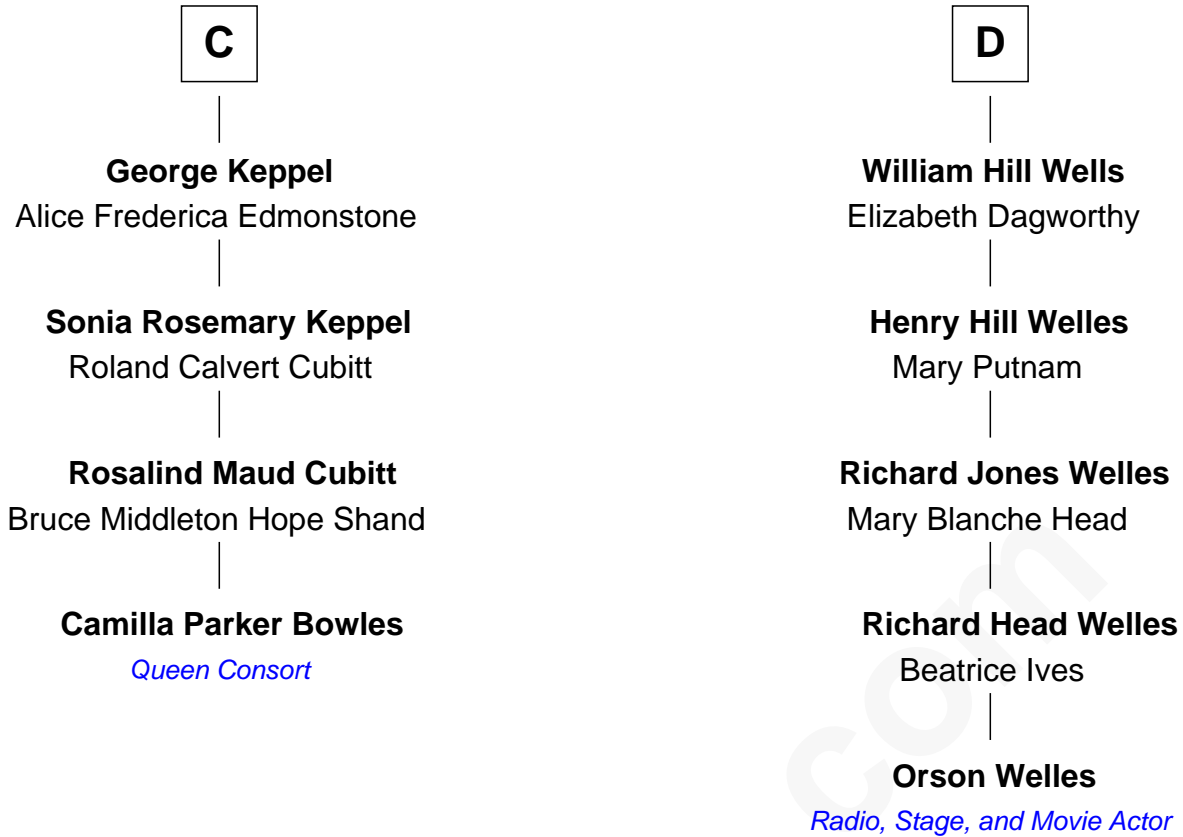 C
George Keppel
Alice Frederica Edmonstone
Sonia Rosemary Keppel
Roland Calvert Cubitt
Rosalind Maud Cubitt
Bruce Middleton Hope Shand
Camilla Parker Bowles
Queen Consort
D
William Hill Wells
Elizabeth Dagworthy
Henry Hill Welles
Mary Putnam
Richard Jones Welles
Mary Blanche Head
Richard Head Welles
Beatrice Ives
Orson Welles
Radio, Stage, and Movie Actor
com